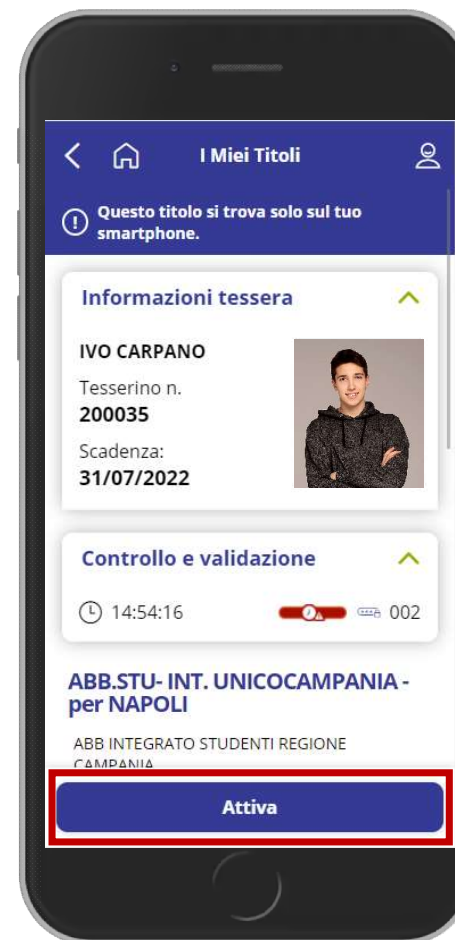 I Miei Titoli
Questo titolo si trova solo sul tuo
smartphone.
Informazioni tessera
IVO CARPANO
Tesserino n.
200035
Scadenza:
31/07/2022
Controllo e validazione
14:54:16 002
ABB.STU- INT. UNICOCAMPANIA -
per NAPOLI
ABB INTEGRATO STUDENTI REGIONE
CAMPANIA
Attiva